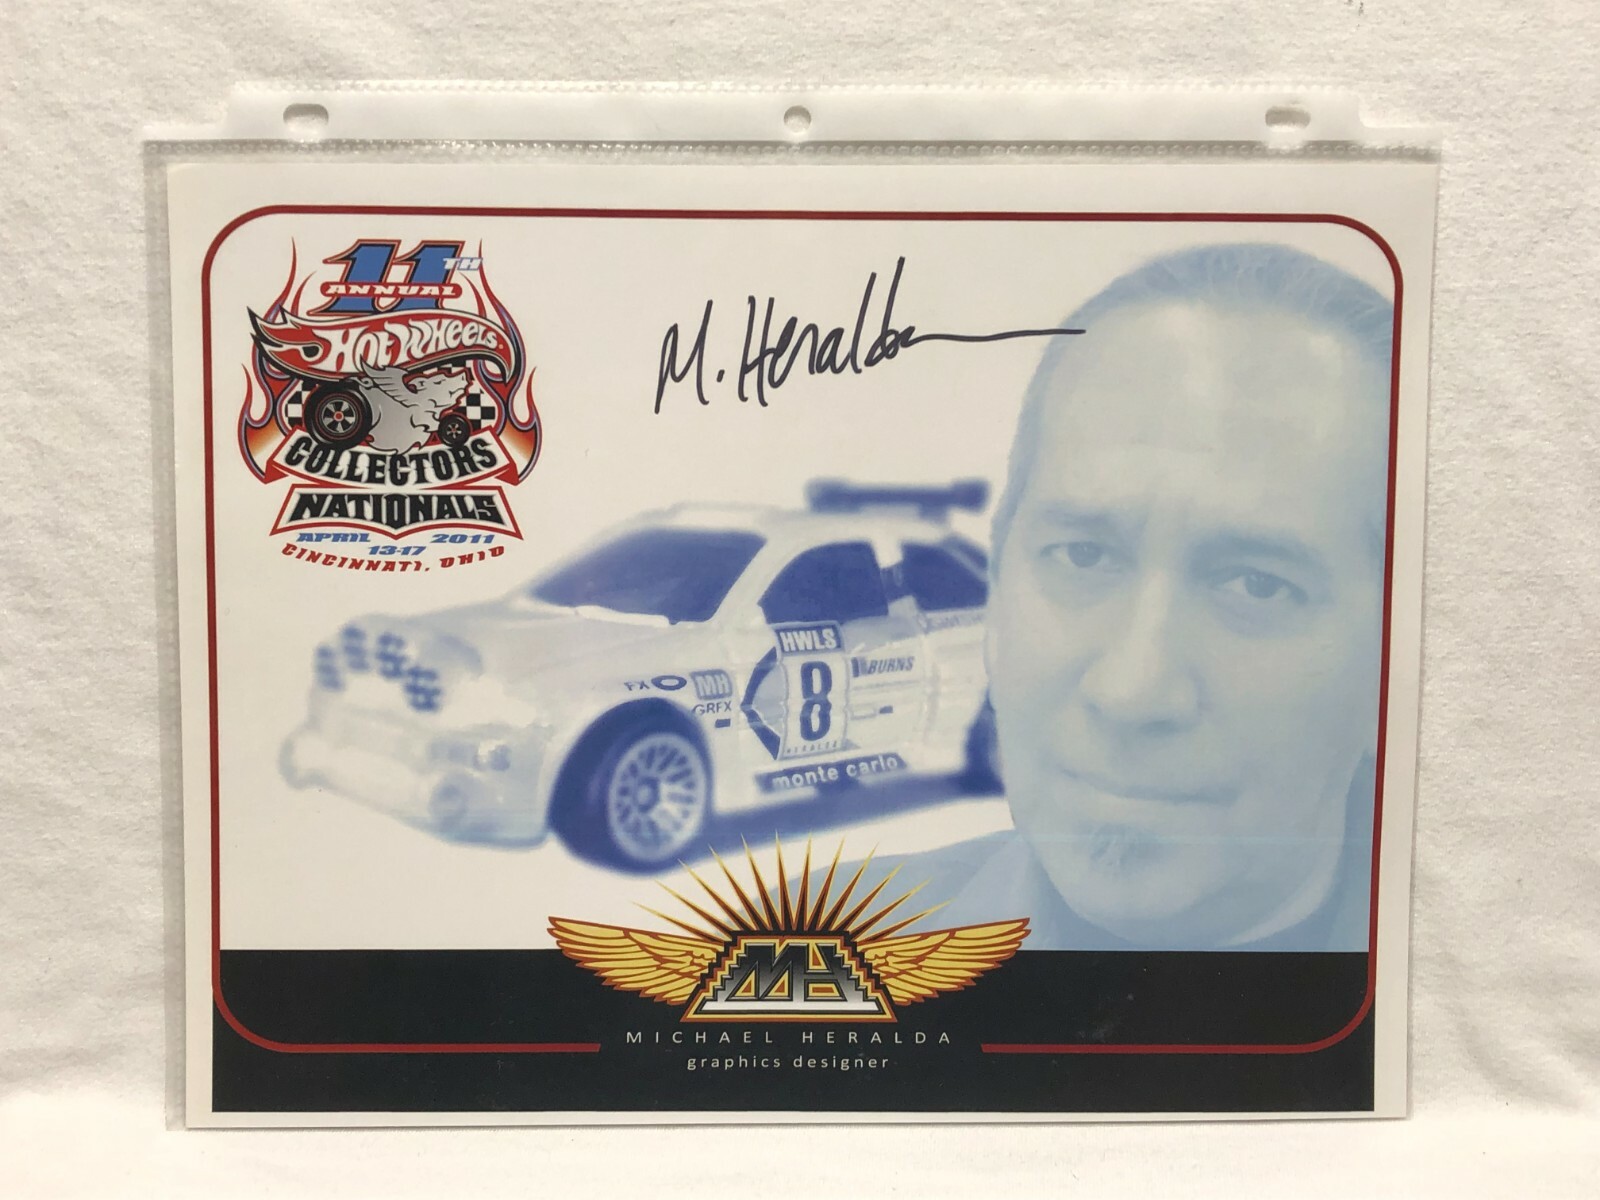 11TH
ANNUAL
Hot Wheels
COLLECTORS
NATIONALS
APRIL 2011
13-17
CINCINNATI, OHIO
M. Heralda
HWLS
8
HERALDA
BURNS
FX
MH
GRFX
monte carlo
MH
MICHAEL HERALDA
graphics designer